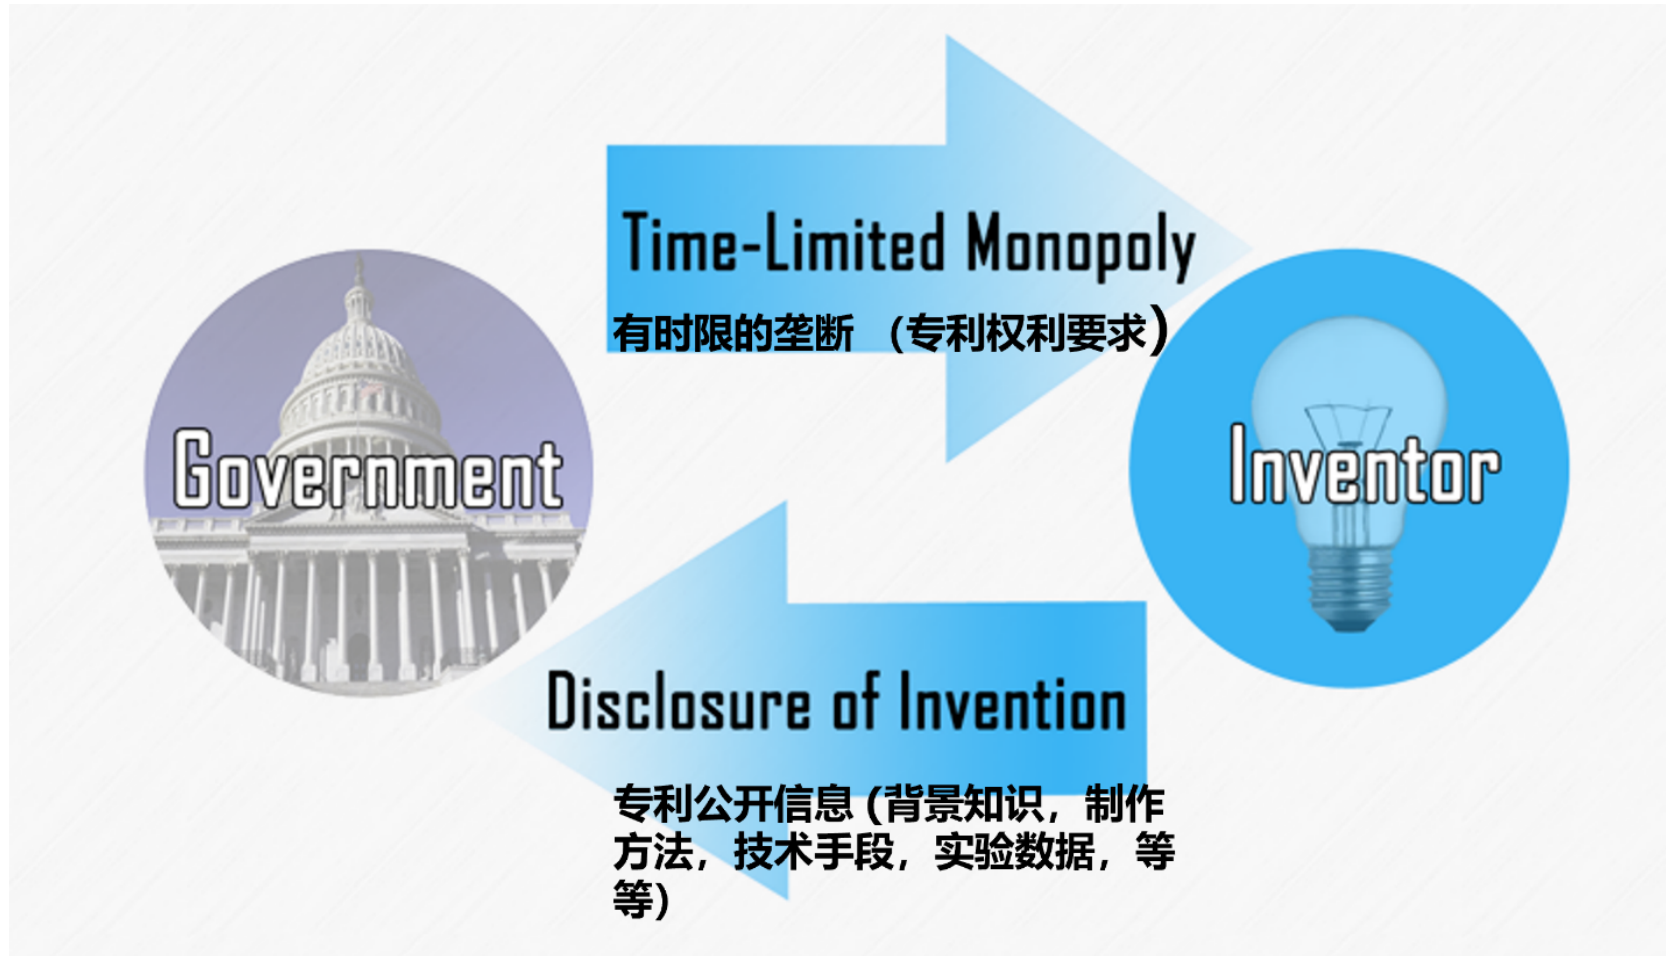 Time-Limited Monopoly
有时限的垄断 （专利权利要求）
Government
Inventor
Disclosure of Invention
专利公开信息 (背景知识，制作
方法，技术手段，实验数据，等
等)